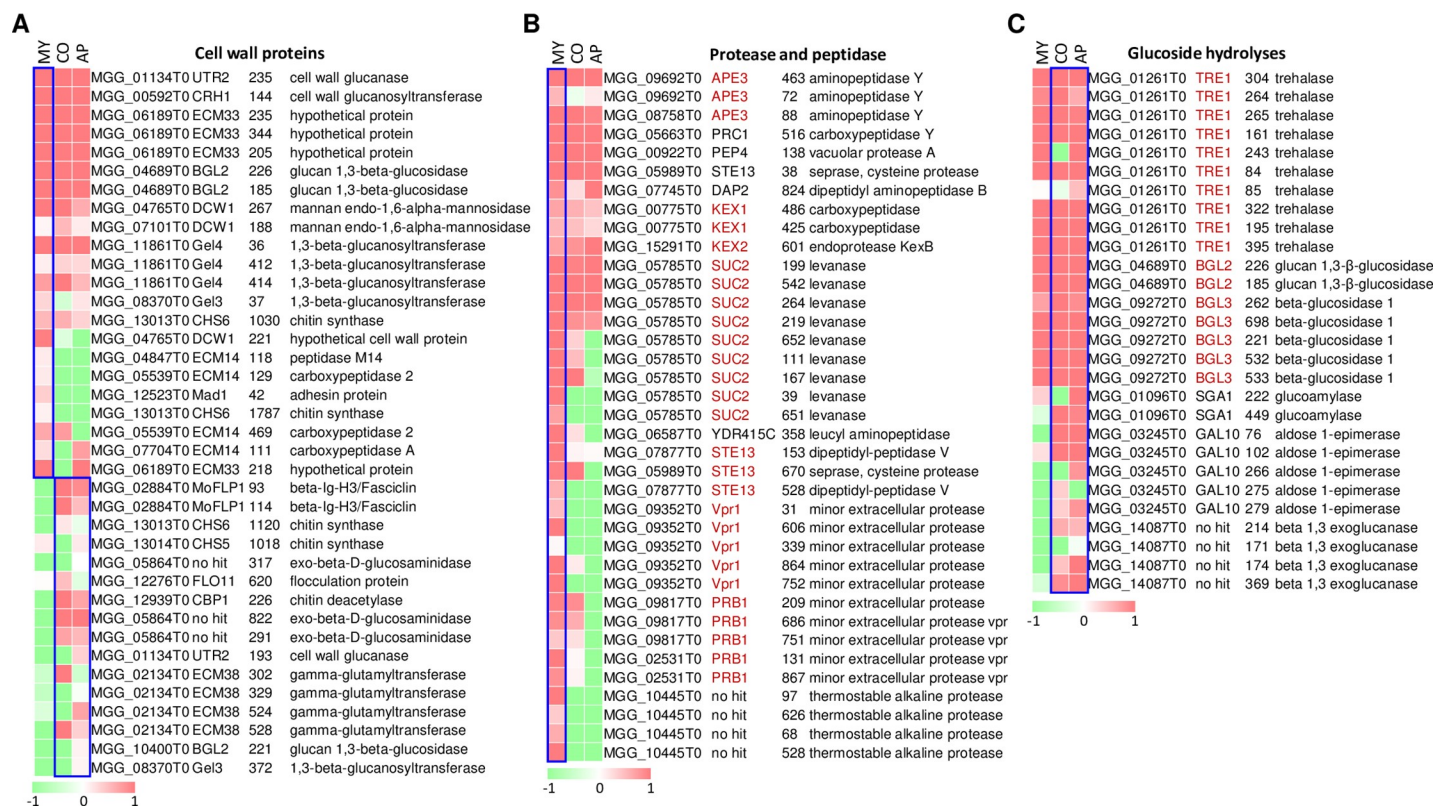 A
MY CO AP
Cell wall proteins
MGG_01134T0 UTR2 235 cell wall glucanase
MGG_00592T0 CRH1 144 cell wall glucanosyltransferase
MGG_06189T0 ECM33 235 hypothetical protein
MGG_06189T0 ECM33 344 hypothetical protein
MGG_06189T0 ECM33 205 hypothetical protein
MGG_04689T0 BGL2 226 glucan 1,3-beta-glucosidase
MGG_04689T0 BGL2 185 glucan 1,3-beta-glucosidase
MGG_04765T0 DCW1 267 mannan endo-1,6-alpha-mannosidase
MGG_07101T0 DCW1 188 mannan endo-1,6-alpha-mannosidase
MGG_11861T0 Gel4 36 1,3-beta-glucanosyltransferase
MGG_11861T0 Gel4 412 1,3-beta-glucanosyltransferase
MGG_11861T0 Gel4 414 1,3-beta-glucanosyltransferase
MGG_08370T0 Gel3 37 1,3-beta-glucanosyltransferase
MGG_13013T0 CHS6 1030 chitin synthase
MGG_04765T0 DCW1 221 hypothetical cell wall protein
MGG_04847T0 ECM14 118 peptidase M14
MGG_05539T0 ECM14 129 carboxypeptidase 2
MGG_12523T0 Mad1 42 adhesin protein
MGG_13013T0 CHS6 1787 chitin synthase
MGG_05539T0 ECM14 469 carboxypeptidase 2
MGG_07704T0 ECM14 111 carboxypeptidase A
MGG_06189T0 ECM33 218 hypothetical protein
MGG_02884T0 MoFLP1 93 beta-Ig-H3/Fasciclin
MGG_02884T0 MoFLP1 114 beta-Ig-H3/Fasciclin
MGG_13013T0 CHS6 1120 chitin synthase
MGG_13014T0 CHS5 1018 chitin synthase
MGG_05864T0 no hit 317 exo-beta-D-glucosaminidase
MGG_12276T0 FLO11 620 flocculation protein
MGG_12939T0 CBP1 226 chitin deacetylase
MGG_05864T0 no hit 822 exo-beta-D-glucosaminidase
MGG_05864T0 no hit 291 exo-beta-D-glucosaminidase
MGG_01134T0 UTR2 193 cell wall glucanase
MGG_02134T0 ECM38 302 gamma-glutamyltransferase
MGG_02134T0 ECM38 329 gamma-glutamyltransferase
MGG_02134T0 ECM38 524 gamma-glutamyltransferase
MGG_02134T0 ECM38 528 gamma-glutamyltransferase
MGG_10400T0 BGL2 221 glucan 1,3-beta-glucosidase
MGG_08370T0 Gel3 372 1,3-beta-glucanosyltransferase
-1 0 1
B
MY CO AP
Protease and peptidase
MGG_09692T0 APE3 463 aminopeptidase Y
MGG_09692T0 APE3 72 aminopeptidase Y
MGG_08758T0 APE3 88 aminopeptidase Y
MGG_05663T0 PRC1 516 carboxypeptidase Y
MGG_00922T0 PEP4 138 vacuolar protease A
MGG_05989T0 STE13 38 seprase, cysteine protease
MGG_07745T0 DAP2 824 dipeptidyl aminopeptidase B
MGG_00775T0 KEX1 486 carboxypeptidase
MGG_00775T0 KEX1 425 carboxypeptidase
MGG_15291T0 KEX2 601 endoprotease KexB
MGG_05785T0 SUC2 199 levanase
MGG_05785T0 SUC2 542 levanase
MGG_05785T0 SUC2 264 levanase
MGG_05785T0 SUC2 219 levanase
MGG_05785T0 SUC2 652 levanase
MGG_05785T0 SUC2 111 levanase
MGG_05785T0 SUC2 167 levanase
MGG_05785T0 SUC2 39 levanase
MGG_05785T0 SUC2 651 levanase
MGG_06587T0 YDR415C 358 leucyl aminopeptidase
MGG_07877T0 STE13 153 dipeptidyl-peptidase V
MGG_05989T0 STE13 670 seprase, cysteine protease
MGG_07877T0 STE13 528 dipeptidyl-peptidase V
MGG_09352T0 Vpr1 31 minor extracellular protease
MGG_09352T0 Vpr1 606 minor extracellular protease
MGG_09352T0 Vpr1 339 minor extracellular protease
MGG_09352T0 Vpr1 864 minor extracellular protease
MGG_09352T0 Vpr1 752 minor extracellular protease
MGG_09817T0 PRB1 209 minor extracellular protease
MGG_09817T0 PRB1 686 minor extracellular protease vpr
MGG_09817T0 PRB1 751 minor extracellular protease vpr
MGG_02531T0 PRB1 131 minor extracellular protease vpr
MGG_02531T0 PRB1 867 minor extracellular protease vpr
MGG_10445T0 no hit 97 thermostable alkaline protease
MGG_10445T0 no hit 626 thermostable alkaline protease
MGG_10445T0 no hit 68 thermostable alkaline protease
MGG_10445T0 no hit 528 thermostable alkaline protease
-1 0 1
C
MY CO AP
Glucoside hydrolyses
MGG_01261T0 TRE1 304 trehalase
MGG_01261T0 TRE1 264 trehalase
MGG_01261T0 TRE1 265 trehalase
MGG_01261T0 TRE1 161 trehalase
MGG_01261T0 TRE1 243 trehalase
MGG_01261T0 TRE1 84 trehalase
MGG_01261T0 TRE1 85 trehalase
MGG_01261T0 TRE1 322 trehalase
MGG_01261T0 TRE1 195 trehalase
MGG_01261T0 TRE1 395 trehalase
MGG_04689T0 BGL2 226 glucan 1,3-β-glucosidase
MGG_04689T0 BGL2 185 glucan 1,3-β-glucosidase
MGG_09272T0 BGL3 262 beta-glucosidase 1
MGG_09272T0 BGL3 698 beta-glucosidase 1
MGG_09272T0 BGL3 221 beta-glucosidase 1
MGG_09272T0 BGL3 532 beta-glucosidase 1
MGG_09272T0 BGL3 533 beta-glucosidase 1
MGG_01096T0 SGA1 222 glucoamylase
MGG_01096T0 SGA1 449 glucoamylase
MGG_03245T0 GAL10 76 aldose 1-epimerase
MGG_03245T0 GAL10 102 aldose 1-epimerase
MGG_03245T0 GAL10 266 aldose 1-epimerase
MGG_03245T0 GAL10 275 aldose 1-epimerase
MGG_03245T0 GAL10 279 aldose 1-epimerase
MGG_14087T0 no hit 214 beta 1,3 exoglucanase
MGG_14087T0 no hit 171 beta 1,3 exoglucanase
MGG_14087T0 no hit 174 beta 1,3 exoglucanase
MGG_14087T0 no hit 369 beta 1,3 exoglucanase
-1 0 1